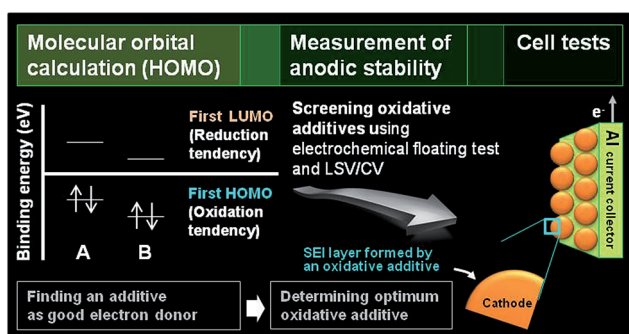 Molecular orbital
calculation (HOMO)
Measurement of
anodic stability
Cell tests
Binding energy (eV)
First LUMO
(Reduction
tendency)
First HOMO
(Oxidation
tendency)
A
B
Screening oxidative
additives using
electrochemical floating test
and LSV/CV
e-
Al
current collector
SEI layer formed by
an oxidative additive
Cathode
Finding an additive
as good electron donor
Determining optimum
oxidative additive